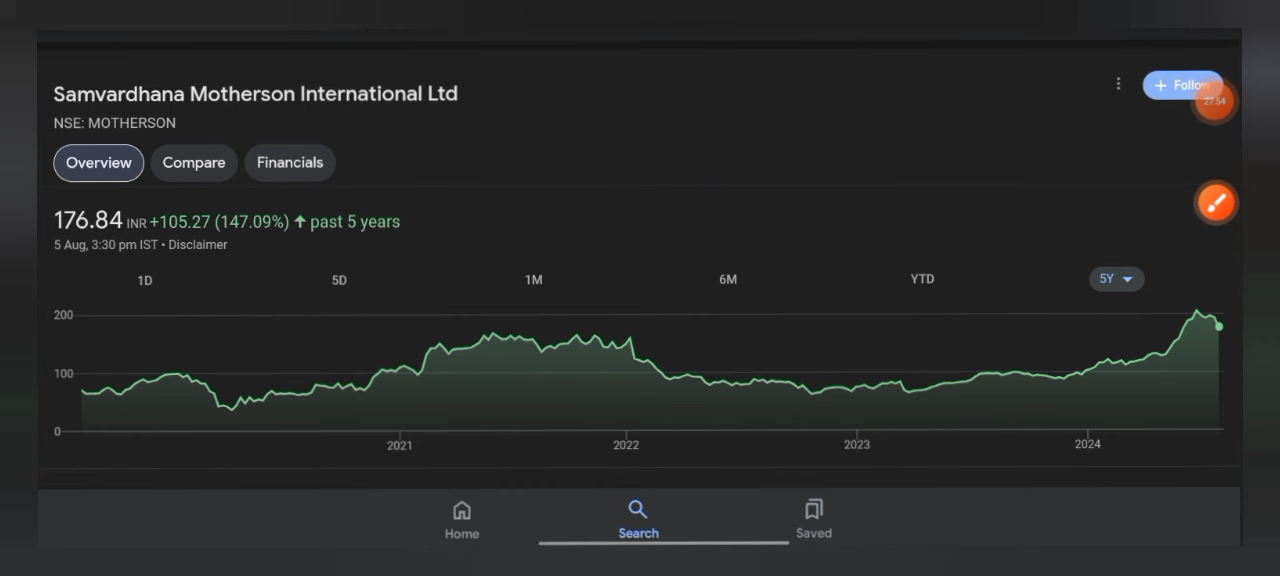 Samvardhana Motherson International Ltd
+ Follow
27:54
NSE: MOTHERSON
Overview Compare Financials
176.84 INR +105.27 (147.09%) ↑ past 5 years
5 Aug, 3:30 pm IST • Disclaimer
1D 5D 1M 6M YTD 5Y
200
100
0
2021 2022 2023 2024
Home Search Saved